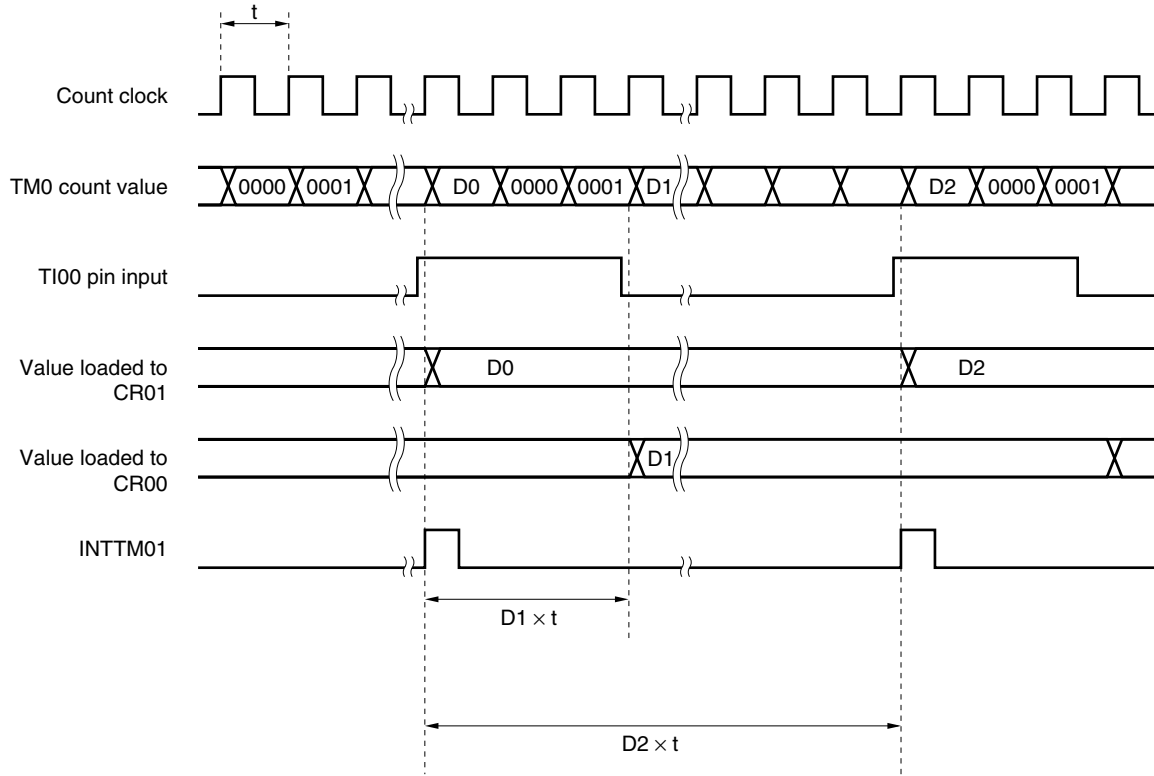 t
Count clock
TM0 count value
0000 0001 D0 0000 0001 D1 D2 0000 0001
TI00 pin input
Value loaded to
CR01
D0 D2
Value loaded to
CR00
D1
INTTM01
D1 × t
D2 × t